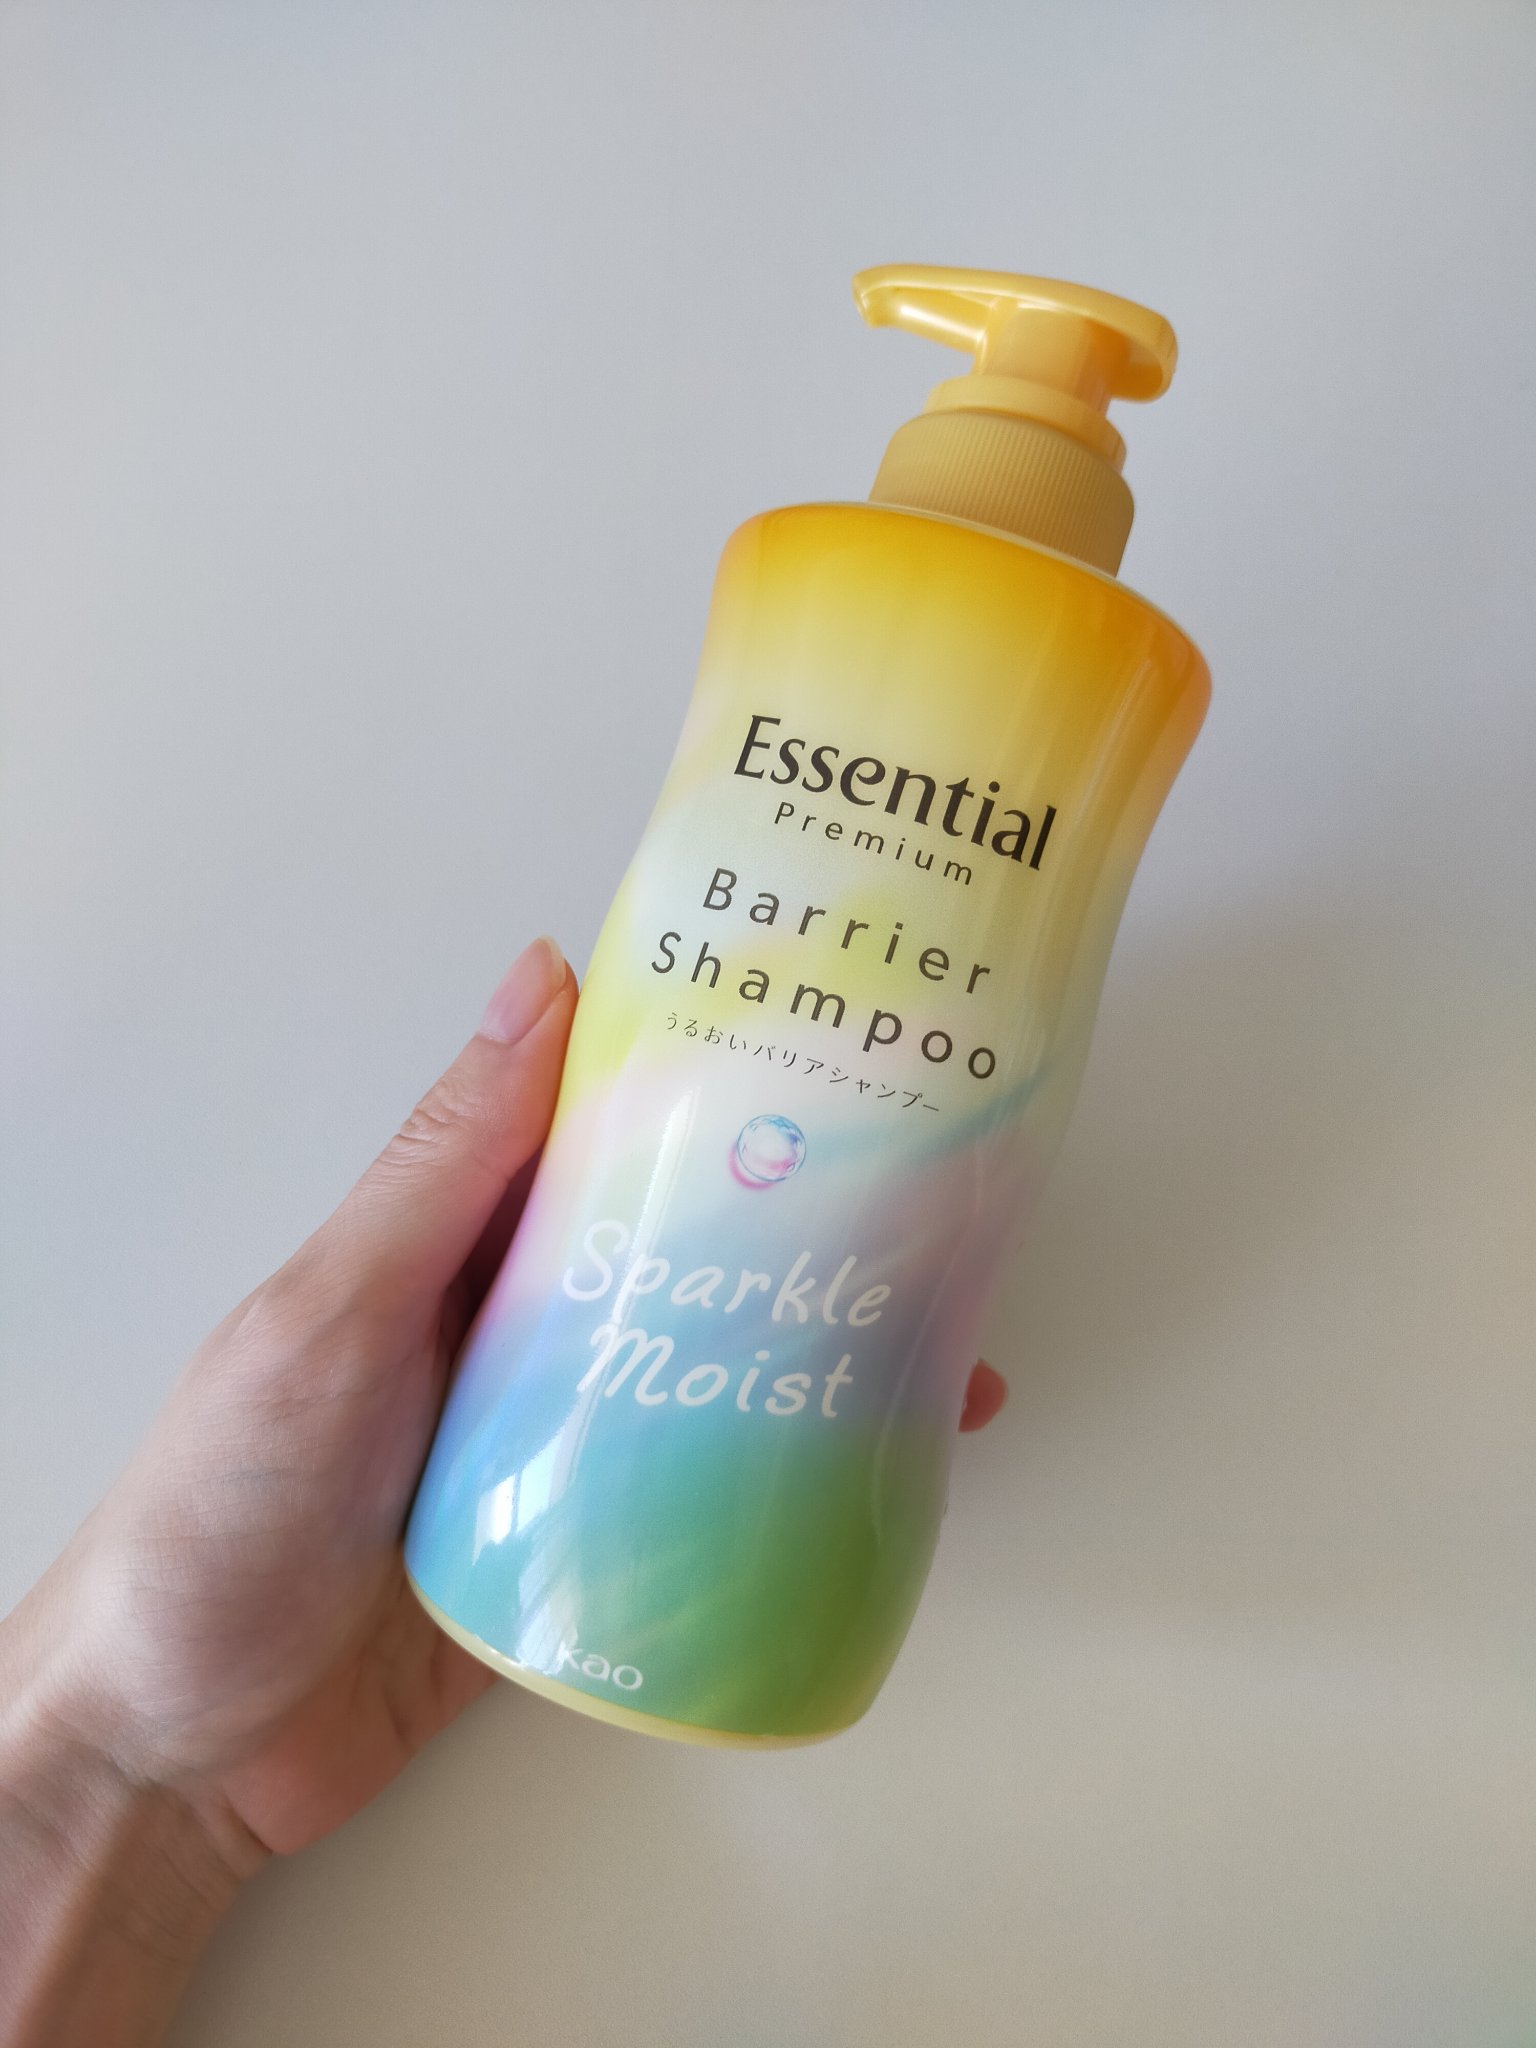 Essential
Premium
Barrier
Shampoo
うるおいバリアシャンプー
Sparkle
Moist
Kao